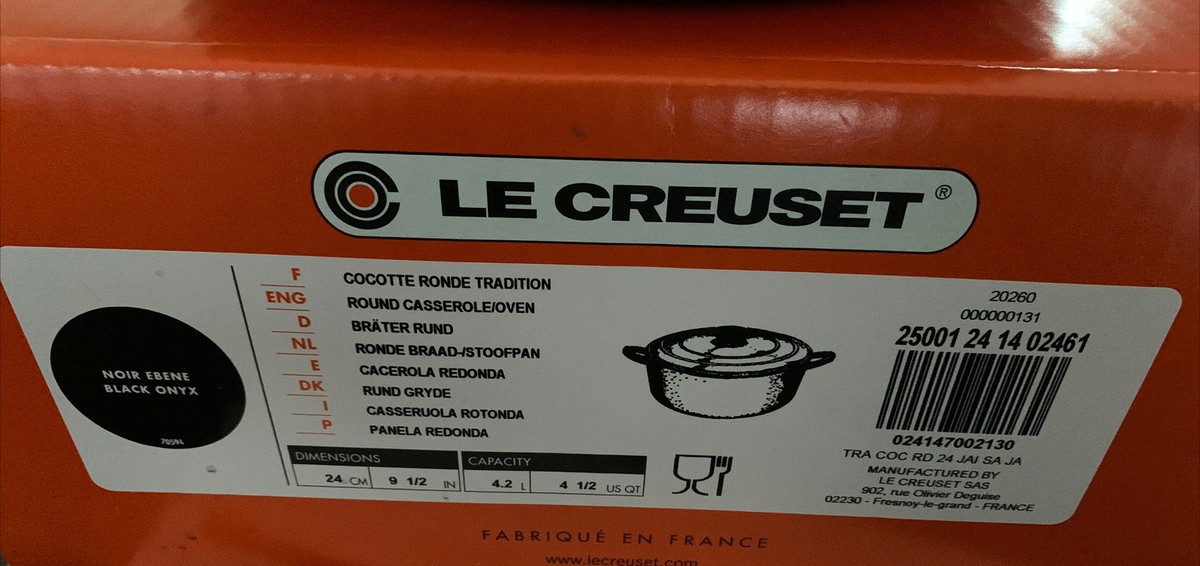 LE CREUSET ®
NOIR EBENE
BLACK ONYX
70594
F COCOTTE RONDE TRADITION
ENG ROUND CASSEROLE/OVEN
D BRÄTER RUND
NL RONDE BRAAD-/STOOFPAN
E CACEROLA REDONDA
DK RUND GRYDE
I CASSERUOLA ROTONDA
P PANELA REDONDA
DIMENSIONS CAPACITY
24 CM 9 1/2 IN 4.2 L 4 1/2 US QT
20260
000000131
25001 24 14 02461
024147002130
TRA COC RD 24 JAI SA JA
MANUFACTURED BY
LE CREUSET SAS
902, rue Olivier Deguise
02230 - Fresnoy-le-grand - FRANCE
FABRIQUÉ EN FRANCE
www.lecreuset.com